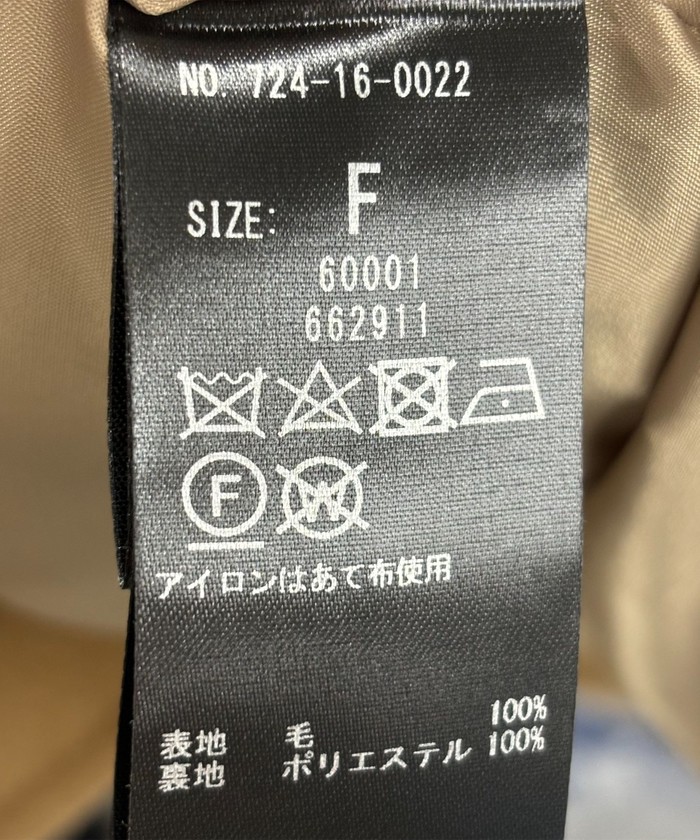 NO. 724-16-0022
SIZE: F
60001
662911
F W
アイロンはあて布使用
表地 毛 100%
裏地 ポリエステル 100%